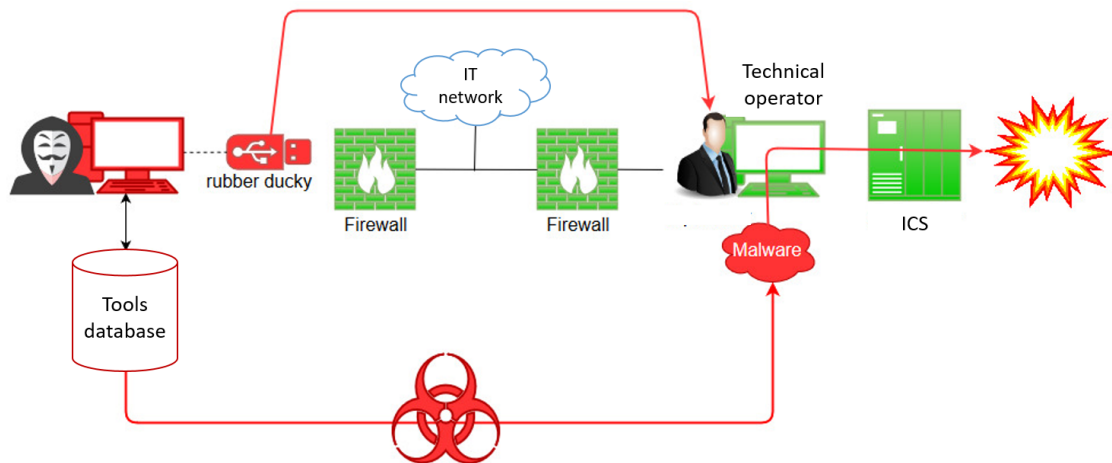 IT
network
Technical
operator
rubber ducky
Firewall
Firewall
ICS
Malware
Tools
database